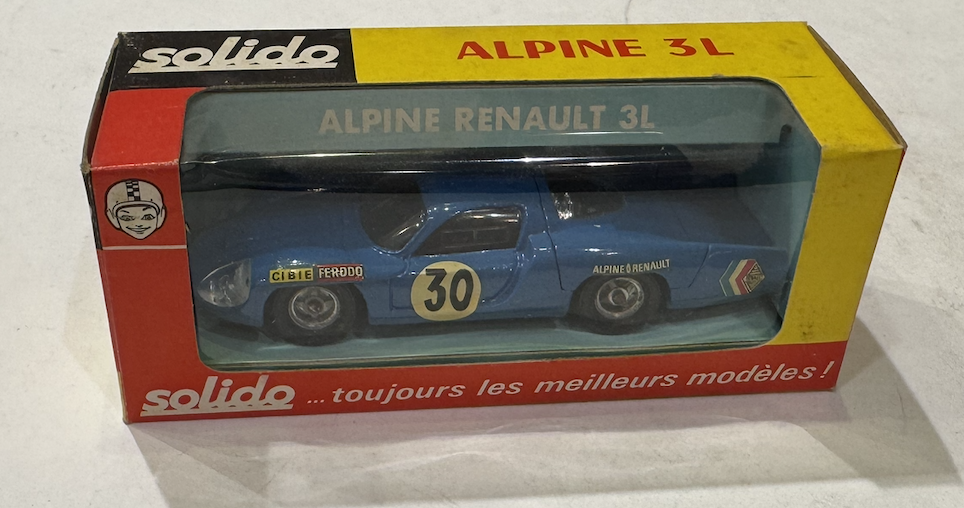 solido
ALPINE 3L
ALPINE RENAULT 3L
CIBIE FERODO
30
ALPINE RENAULT
solido ...toujours les meilleurs modèles!